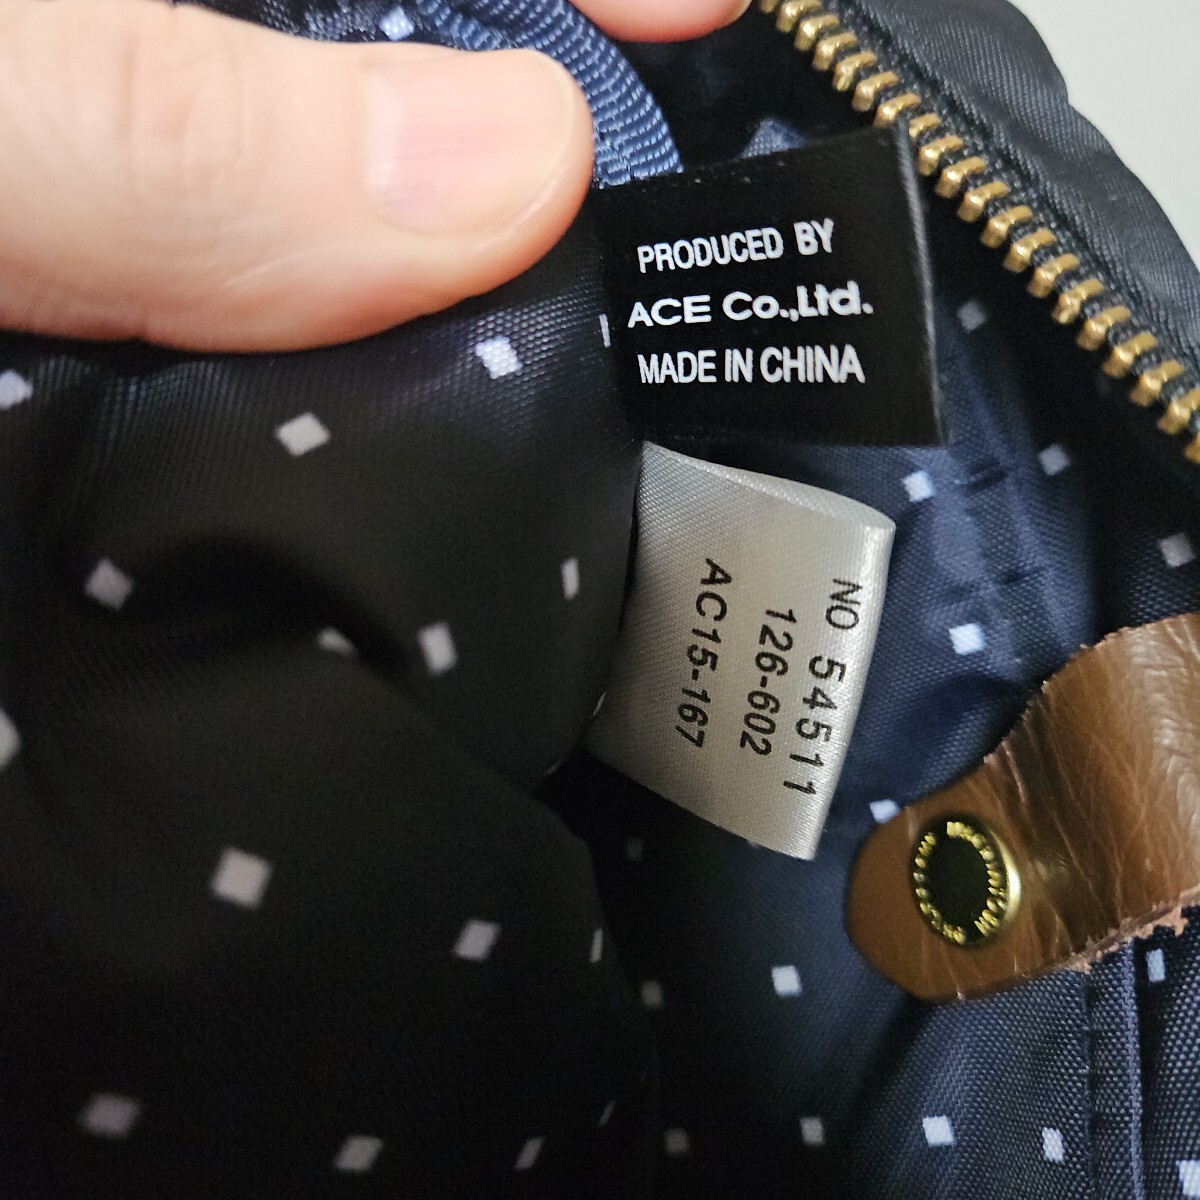 PRODUCED BY
ACE Co.,Ltd.
MADE IN CHINA
NO 54511
126-602
AC15-167